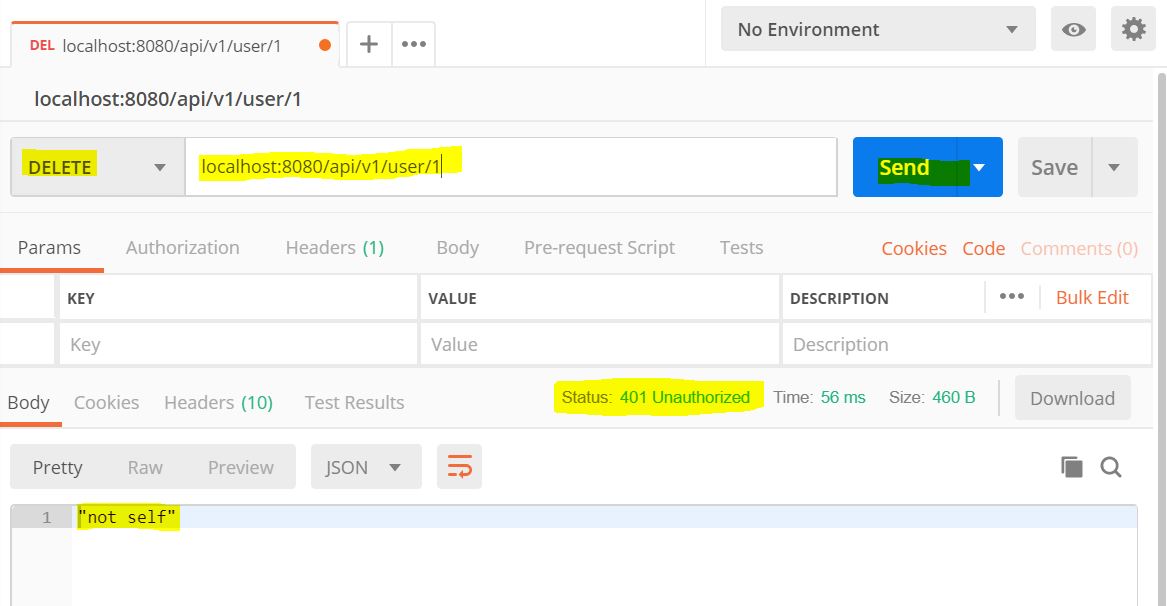 DEL localhost:8080/api/v1/user/1
No Environment
localhost:8080/api/v1/user/1
DELETE localhost:8080/api/v1/user/1 Send Save
Params Authorization Headers (1) Body Pre-request Script Tests Cookies Code Comments (0)
KEY VALUE DESCRIPTION Bulk Edit
Key Value Description
Body Cookies Headers (10) Test Results Status: 401 Unauthorized Time: 56 ms Size: 460 B Download
Pretty Raw Preview JSON
1 "not self"